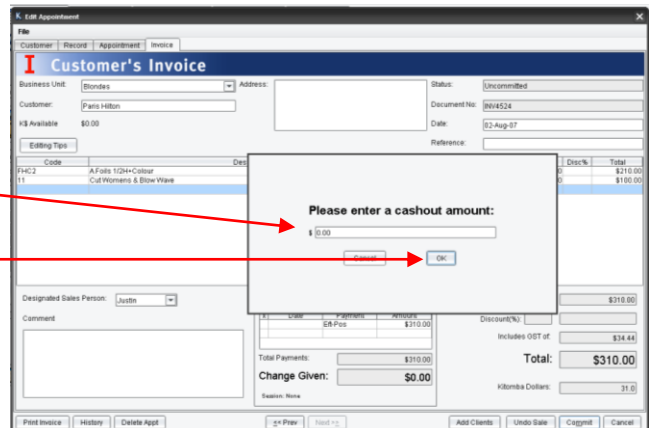 Edit Appointment
File
Customer Record Appointment Invoice
I Customer's Invoice
Business Unit: Blondes Address: Status: Uncommitted
Customer: Paris Hilton Document No: INV4524
K$ Available $0.00 Date: 02-Aug-07
Editing Tips Reference:
Code Des Disc% Total
FHC2 A.Foils 1/2H+Colour 0 $210.00
11 Cut Womens & Blow Wave 0 $100.00
Please enter a cashout amount:
$ 0.00
Cancel OK
Designated Sales Person: Justin $310.00
Comment Date Payment Amount Discount(%):
Eft-Pos $310.00
Includes GST of: $34.44
Total Payments: $310.00 Total: $310.00
Change Given: $0.00
Kitomba Dollars: 31.0
Session: None
Print Invoice History Delete Appt << Prev Next >> Add Clients Undo Sale Commit Cancel